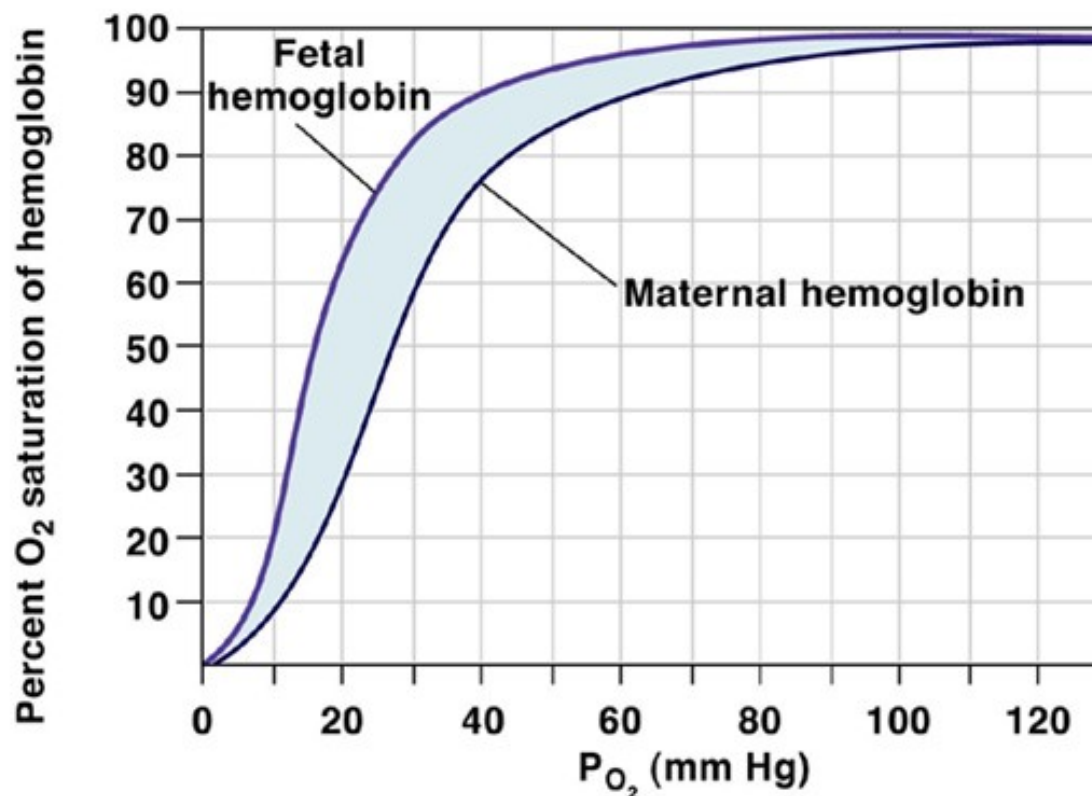 Percent O₂ saturation of hemoglobin
100
90
80
70
60
50
40
30
20
10
Fetal
hemoglobin
Maternal hemoglobin
0 20 40 60 80 100 120
P_O₂ (mm Hg)